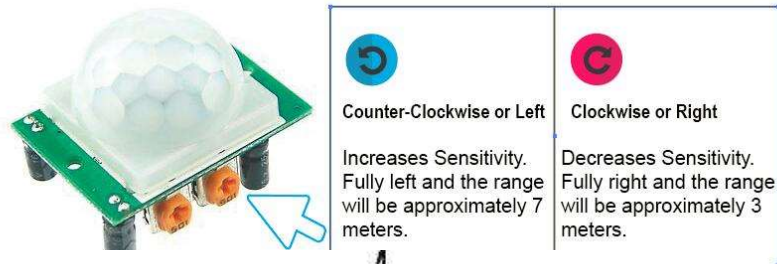 Counter-Clockwise or Left
Increases Sensitivity.
Fully left and the range
will be approximately 7
meters.
Clockwise or Right
Decreases Sensitivity.
Fully right and the range
will be approximately 3
meters.